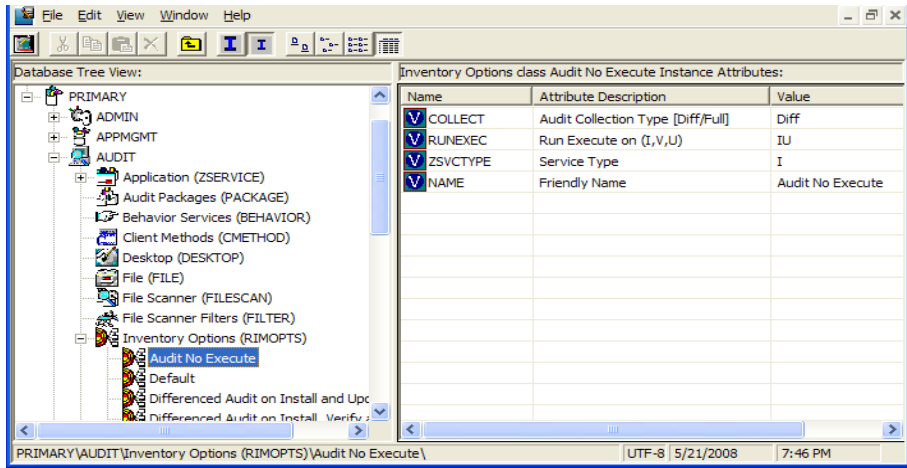 File Edit View Window Help
Database Tree View:
Inventory Options class Audit No Execute Instance Attributes:
PRIMARY
ADMIN
APPMGMT
AUDIT
Application (ZSERVICE)
Audit Packages (PACKAGE)
Behavior Services (BEHAVIOR)
Client Methods (CMETHOD)
Desktop (DESKTOP)
File (FILE)
File Scanner (FILESCAN)
File Scanner Filters (FILTER)
Inventory Options (RIMOPTS)
Audit No Execute
Default
Differenced Audit on Install and Upd
Differenced Audit on Install, Verify
Name Attribute Description Value
V COLLECT Audit Collection Type [Diff/Full] Diff
V RUNEXEC Run Execute on (I,V,U) IU
V ZSVCTYPE Service Type I
V NAME Friendly Name Audit No Execute
PRIMARY\AUDIT\Inventory Options (RIMOPTS)\Audit No Execute\ UTF-8 5/21/2008 7:46 PM